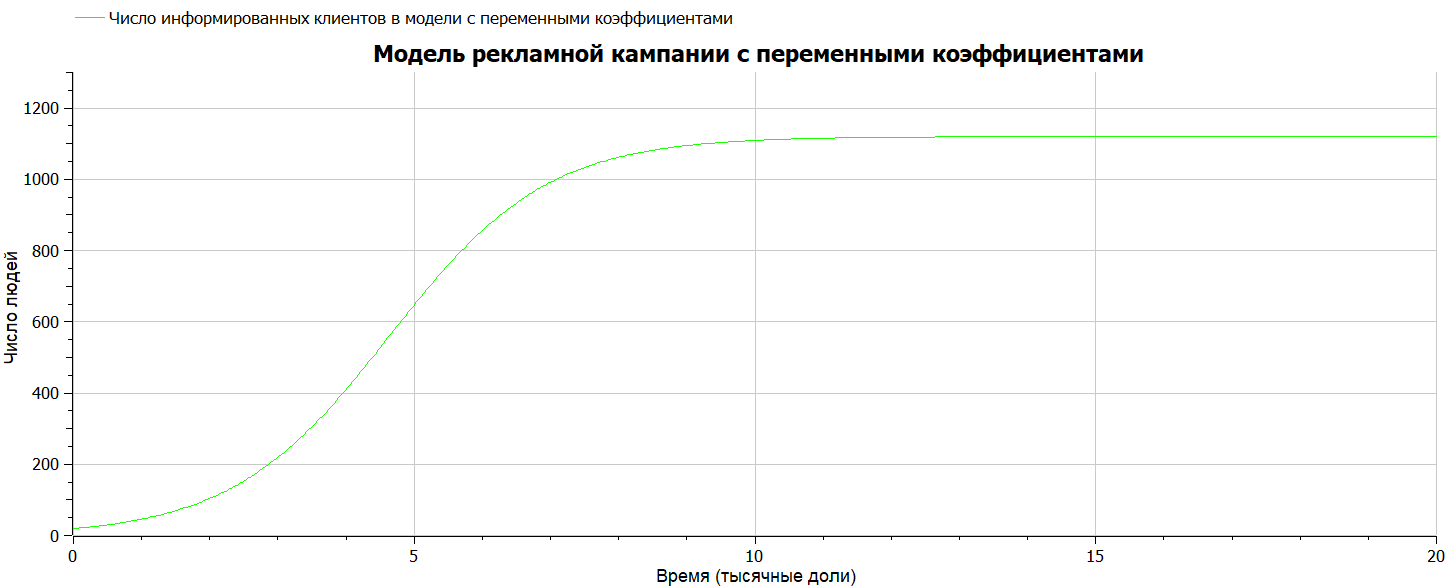 Число информированных клиентов в модели с переменными коэффициентами
Модель рекламной кампании с переменными коэффициентами
1200
1000
800
600
400
200
0
Число людей
0 5 10 15 20
Время (тысячные доли)